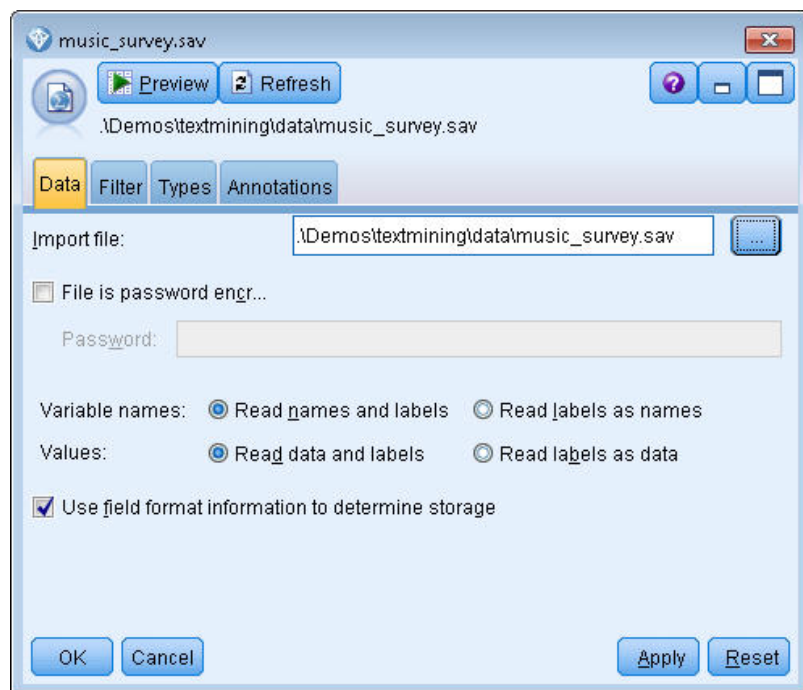 music_survey.sav
Preview Refresh ?
.\Demos\textmining\data\music_survey.sav
Data Filter Types Annotations
Import file: .\Demos\textmining\data\music_survey.sav ...
File is password encr...
Password:
Variable names: Read names and labels Read labels as names
Values: Read data and labels Read labels as data
Use field format information to determine storage
OK Cancel Apply Reset